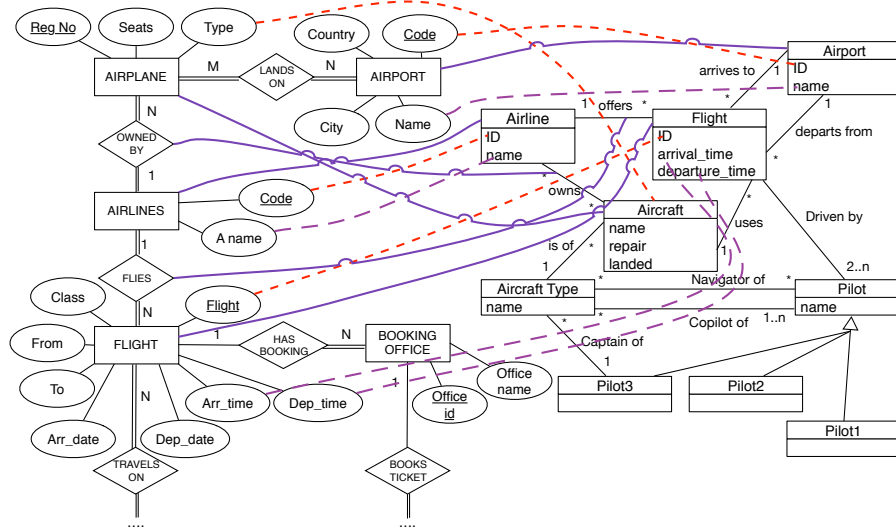 Reg No
Seats
Type
Country
Code
AIRPLANE
M
LANDS
ON
N
AIRPORT
City
Name
N
OWNED
BY
1
AIRLINES
Code
A name
1
FLIES
N
Class
Flight
From
FLIGHT
1
HAS
BOOKING
N
BOOKING
OFFICE
To
Arr_time
Dep_time
Office
id
Office
name
1
Arr_date
N
Dep_date
TRAVELS
ON
BOOKS
TICKET
....
....
Airport
ID
name
arrives to
1
*
1
departs from
*
Airline
ID
name
1
offers
*
Flight
ID
arrival_time
departure_time
*
owns
*
Aircraft
name
repair
landed
*
uses
1
Driven by
2..n
is of
*
1
Aircraft Type
name
*
Navigator of
*
Pilot
name
*
Copilot of
1..n
*
Captain of
1
Pilot3
Pilot2
Pilot1